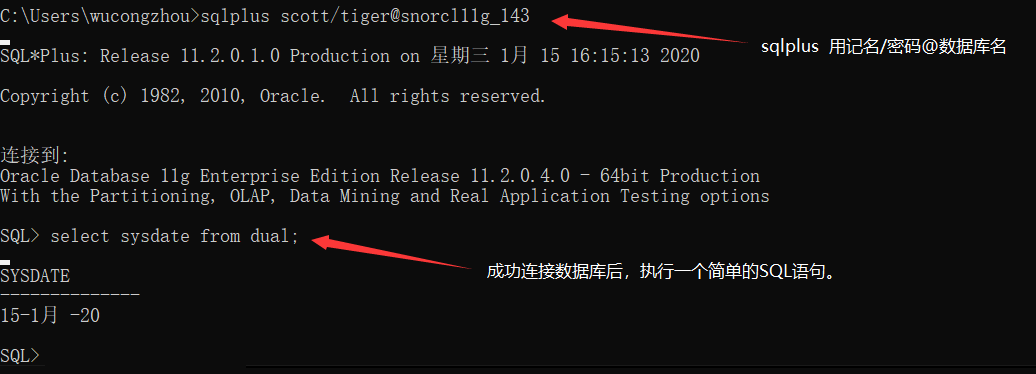 C:\Users\wucongzhou>sqlplus scott/tiger@snorcl11g_143
sqlplus 用记名/密码@数据库名
SQL*Plus: Release 11.2.0.1.0 Production on 星期三 1月 15 16:15:13 2020
Copyright (c) 1982, 2010, Oracle.  All rights reserved.
连接到:
Oracle Database 11g Enterprise Edition Release 11.2.0.4.0 - 64bit Production
With the Partitioning, OLAP, Data Mining and Real Application Testing options
SQL> select sysdate from dual;
成功连接数据库后，执行一个简单的SQL语句。
SYSDATE
--------------
15-1月 -20
SQL>